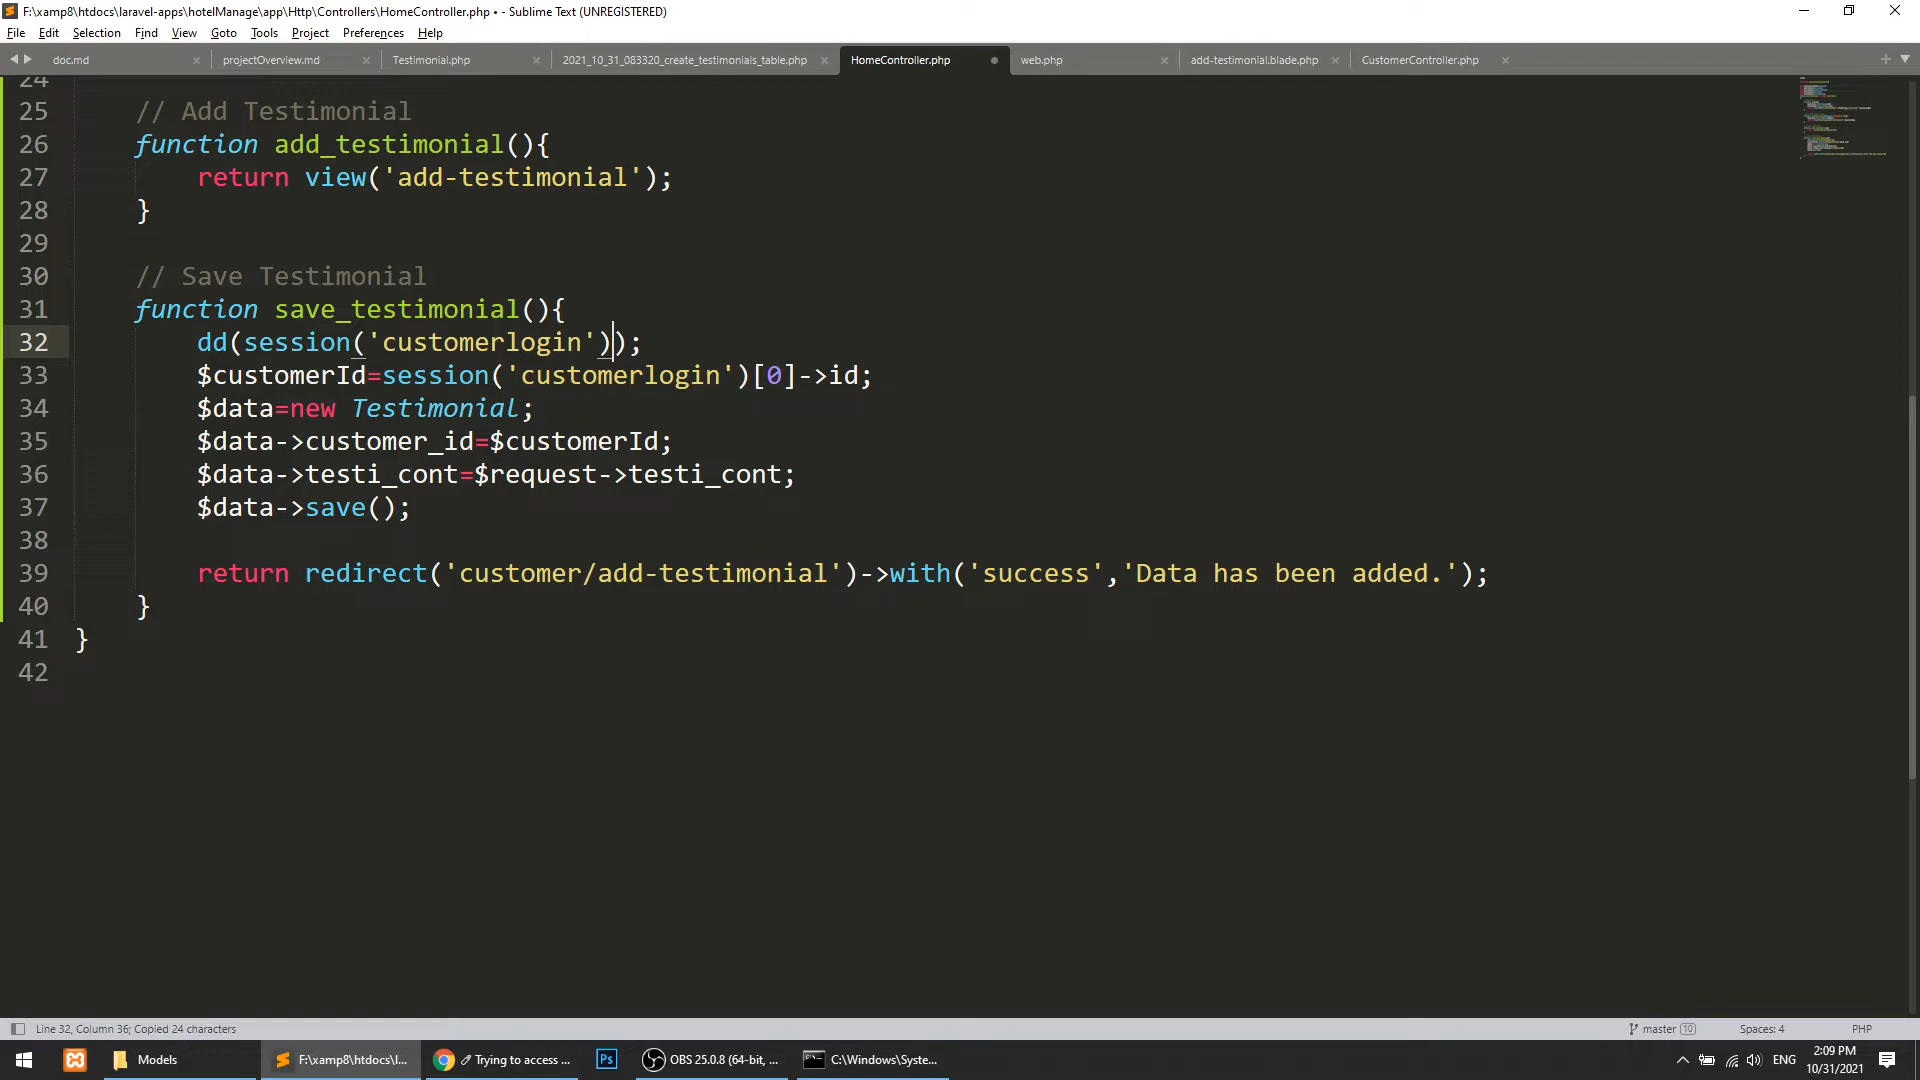 F:\xamp8\htdocs\laravel-apps\hotelManage\app\Http\Controllers\HomeController.php • - Sublime Text (UNREGISTERED)
File Edit Selection Find View Goto Tools Project Preferences Help
doc.md projectOverview.md Testimonial.php 2021_10_31_083320_create_testimonials_table.php HomeController.php web.php add-testimonial.blade.php CustomerController.php
24
25 // Add Testimonial
26 function add_testimonial(){
27 return view('add-testimonial');
28 }
29
30 // Save Testimonial
31 function save_testimonial(){
32 dd(session('customerlogin'));
33 $customerId=session('customerlogin')[0]->id;
34 $data=new Testimonial;
35 $data->customer_id=$customerId;
36 $data->testi_cont=$request->testi_cont;
37 $data->save();
38
39 return redirect('customer/add-testimonial')->with('success','Data has been added.');
40 }
41 }
42
Line 32, Column 36; Copied 24 characters master 10 Spaces: 4 PHP
Models F:\xamp8\htdocs\l... Trying to access ... Ps OBS 25.0.8 (64-bit, ... C:\Windows\Syste... ENG 2:09 PM
10/31/2021